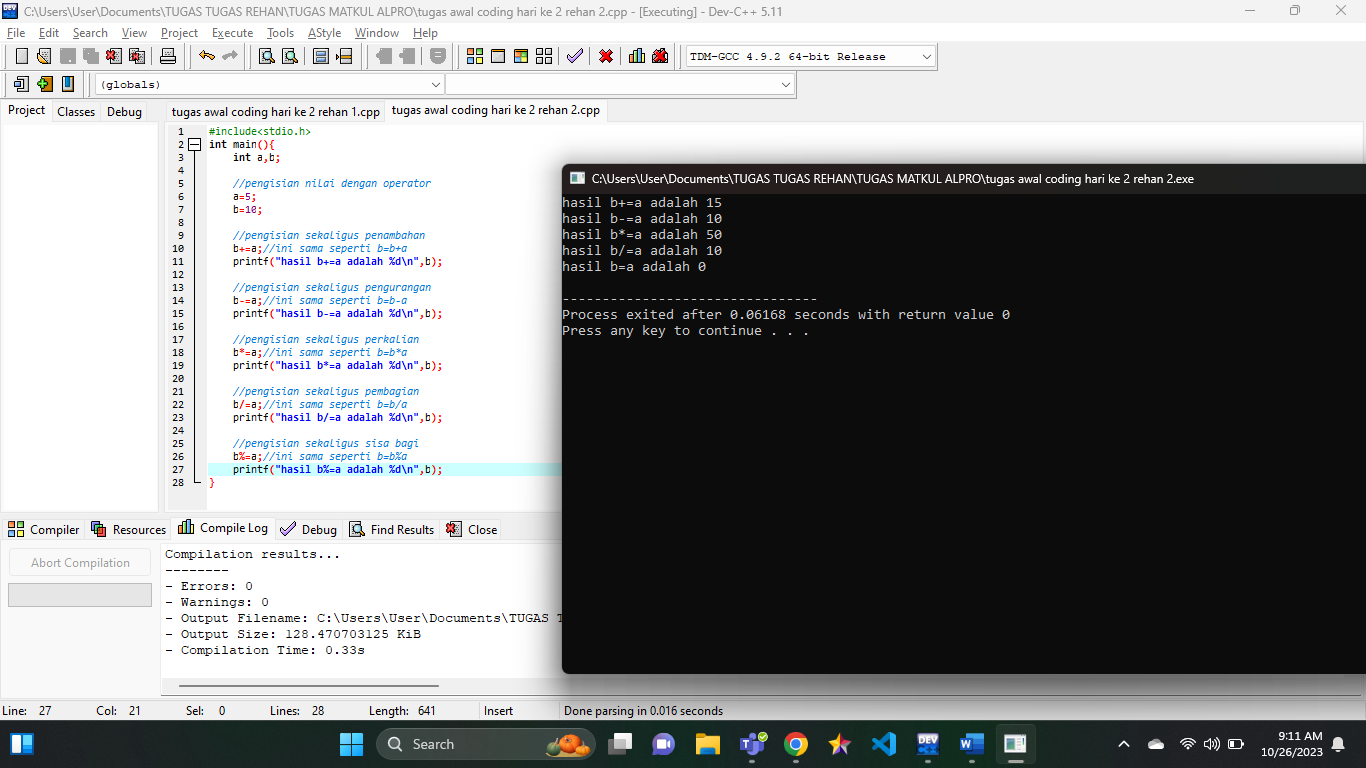 C:\Users\User\Documents\TUGAS TUGAS REHAN\TUGAS MATKUL ALPRO\tugas awal coding hari ke 2 rehan 2.cpp - [Executing] - Dev-C++ 5.11
File Edit Search View Project Execute Tools AStyle Window Help
TDM-GCC 4.9.2 64-bit Release
(globals)
Project Classes Debug
tugas awal coding hari ke 2 rehan 1.cpp tugas awal coding hari ke 2 rehan 2.cpp
1 #include<stdio.h>
2 int main(){
3 int a,b;
4
5 //pengisian nilai dengan operator
6 a=5;
7 b=10;
8
9 //pengisian sekaligus penambahan
10 b+=a;//ini sama seperti b=b+a
11 printf("hasil b+=a adalah %d\n",b);
12
13 //pengisian sekaligus pengurangan
14 b-=a;//ini sama seperti b=b-a
15 printf("hasil b-=a adalah %d\n",b);
16
17 //pengisian sekaligus perkalian
18 b*=a;//ini sama seperti b=b*a
19 printf("hasil b*=a adalah %d\n",b);
20
21 //pengisian sekaligus pembagian
22 b/=a;//ini sama seperti b=b/a
23 printf("hasil b/=a adalah %d\n",b);
24
25 //pengisian sekaligus sisa bagi
26 b%=a;//ini sama seperti b=b%a
27 printf("hasil b%=a adalah %d\n",b);
28 }
C:\Users\User\Documents\TUGAS TUGAS REHAN\TUGAS MATKUL ALPRO\tugas awal coding hari ke 2 rehan 2.exe
hasil b+=a adalah 15
hasil b-=a adalah 10
hasil b*=a adalah 50
hasil b/=a adalah 10
hasil b=a adalah 0
--------------------------------
Process exited after 0.06168 seconds with return value 0
Press any key to continue . . .
Compiler Resources Compile Log Debug Find Results Close
Abort Compilation
Compilation results...
--------
- Errors: 0
- Warnings: 0
- Output Filename: C:\Users\User\Documents\TUGAS T
- Output Size: 128.470703125 KiB
- Compilation Time: 0.33s
Line: 27 Col: 21 Sel: 0 Lines: 28 Length: 641 Insert Done parsing in 0.016 seconds
Search
DEV
9:11 AM
10/26/2023